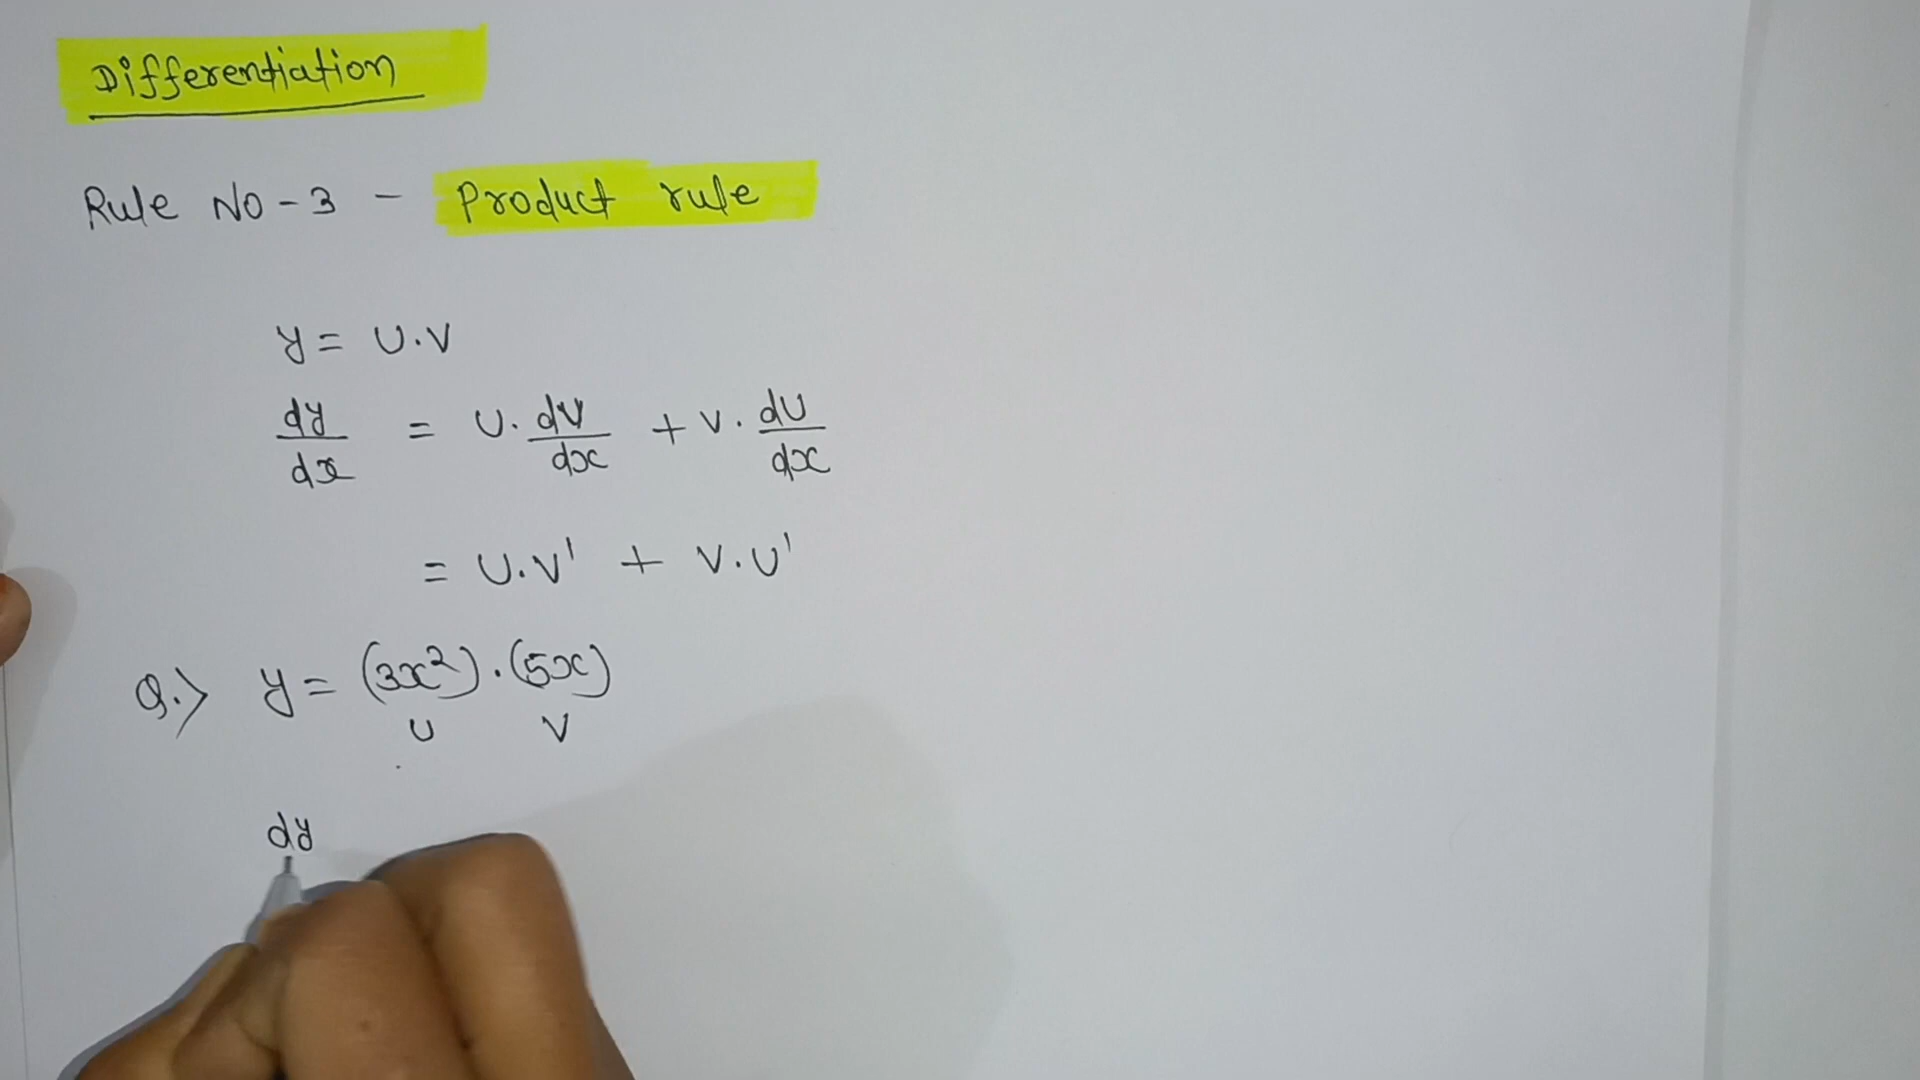 Differentiation
Rule NO - 3 - Product rule
y = U.V
dy/dx = U. dV/dx + V. dU/dx
= U.V' + V.U'
Q.> y = (3x²).(5x)
U V
dy